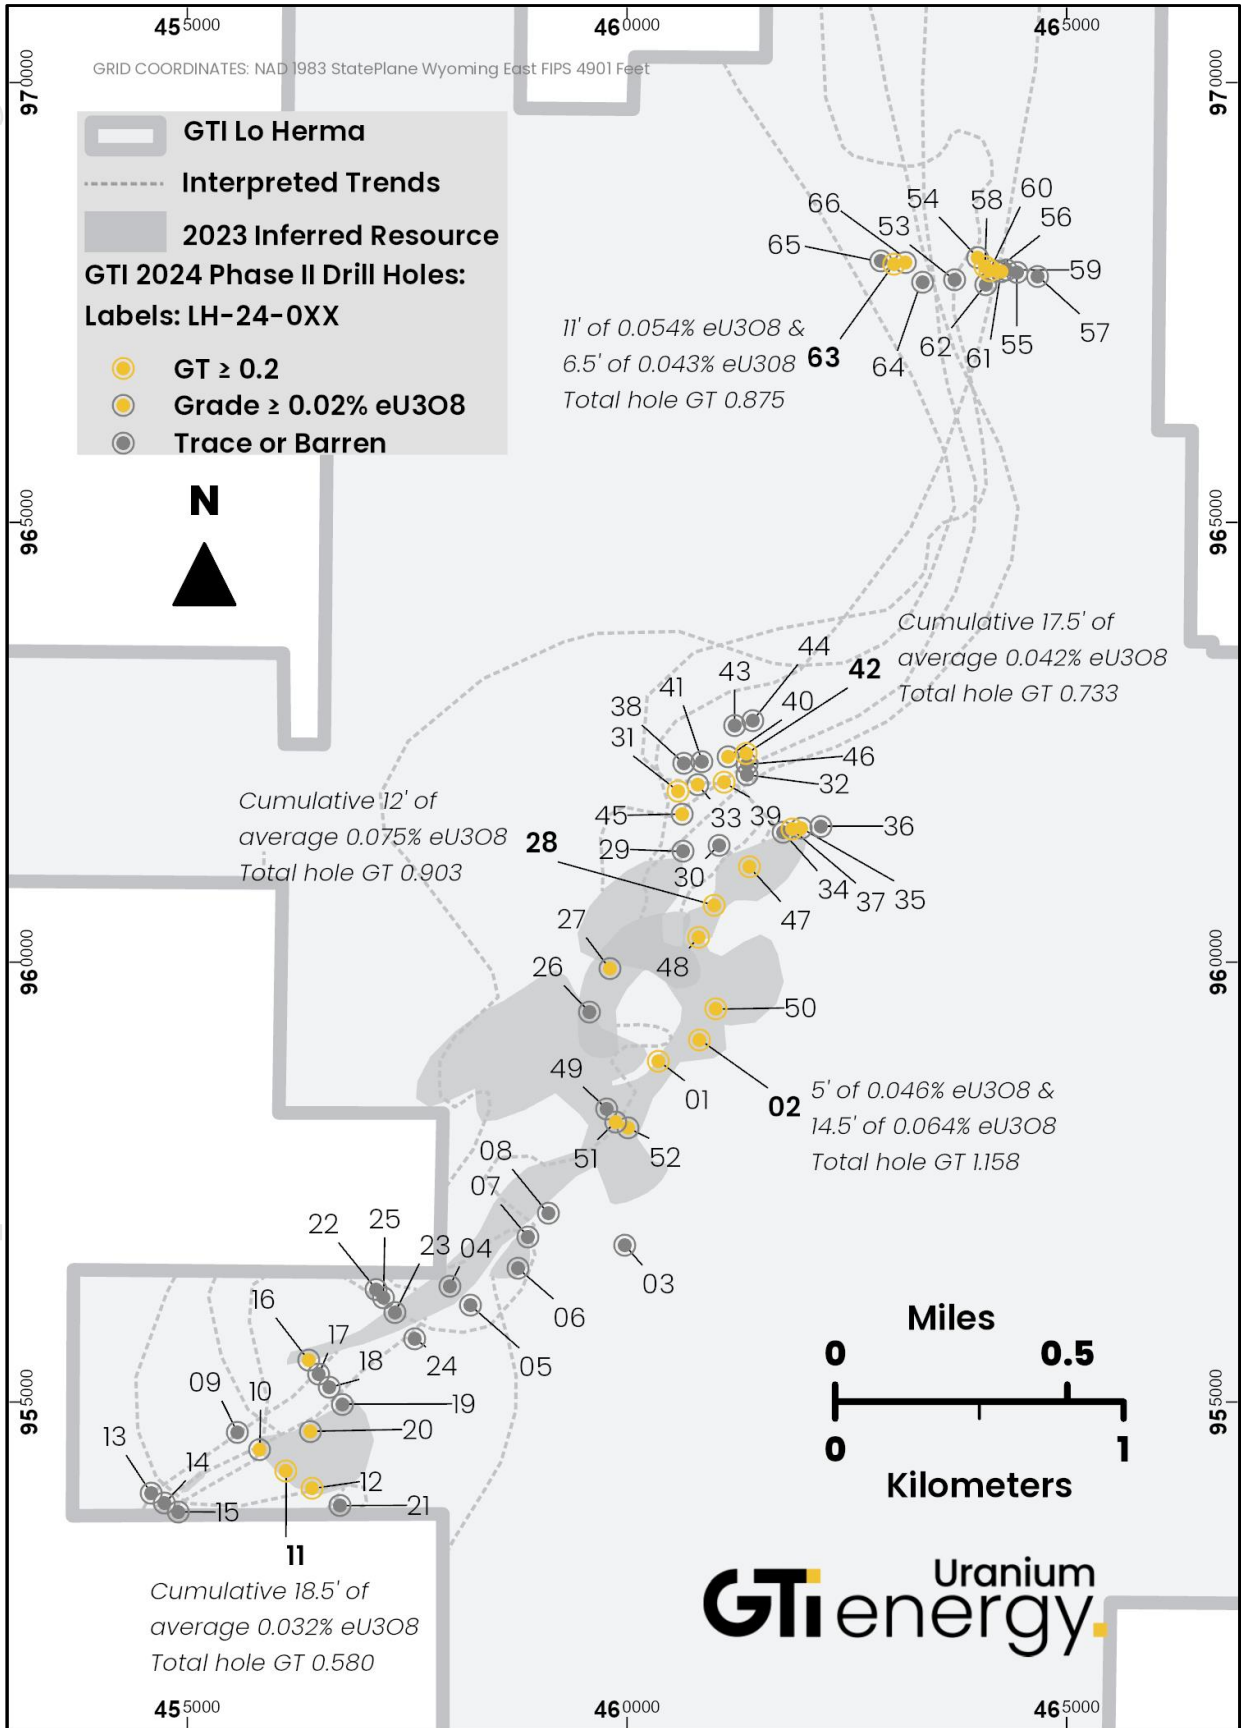 455000 460000 465000
GRID COORDINATES: NAD 1983 StatePlane Wyoming East FIPS 4901 Feet
970000 970000
GTI Lo Herma
Interpreted Trends
2023 Inferred Resource
GTI 2024 Phase II Drill Holes:
Labels: LH-24-0XX
GT ≥ 0.2
Grade ≥ 0.02% eU3O8
Trace or Barren
N
54 58 60
66 56
53
65 59
57
62 61 55
64
11' of 0.054% eU3O8 &
6.5' of 0.043% eU308 63
Total hole GT 0.875
965000 965000
Cumulative 17.5' of
42 average 0.042% eU3O8
Total hole GT 0.733
44
43
41 40
38
31
46
32
45 33 39
36
29
30 34 37 35
Cumulative 12' of
average 0.075% eU3O8 28
Total hole GT 0.903
47
27
48
26
960000 960000
50
49
01
02 5' of 0.046% eU3O8 &
14.5' of 0.064% eU3O8
Total hole GT 1.158
51 52
08
07
22 25 23 04
03
06
16
17
18 24 05
09 10
19
20
13
14
12
15 21
955000 955000
11
Cumulative 18.5' of
average 0.032% eU3O8
Total hole GT 0.580
Miles
0 0.5
0 1
Kilometers
Uranium
GTi energy.
455000 460000 465000